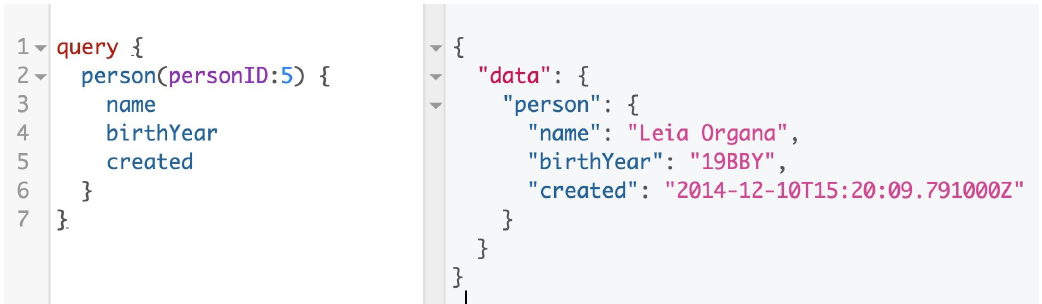 1 query {
2 person(personID:5) {
3 name
4 birthYear
5 created
6 }
7 }
{
"data": {
"person": {
"name": "Leia Organa",
"birthYear": "19BBY",
"created": "2014-12-10T15:20:09.791000Z"
}
}
}